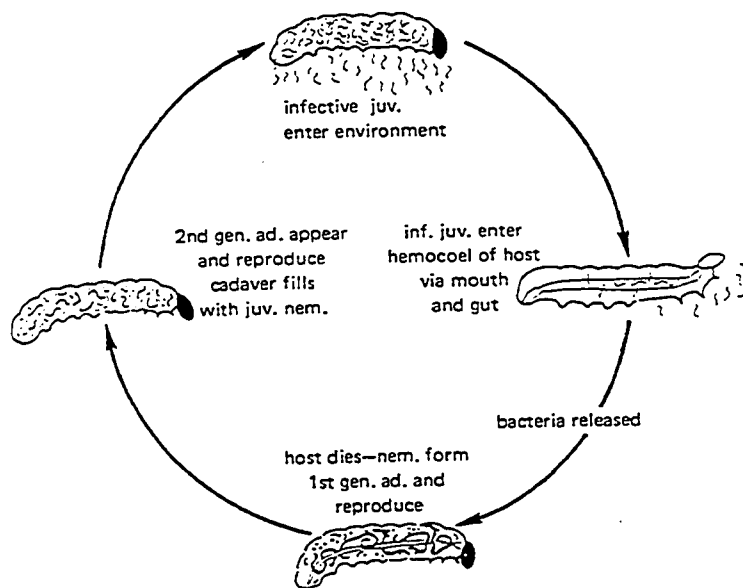 infective juv.
enter environment
2nd gen. ad. appear
and reproduce
cadaver fills
with juv. nem.
inf. juv. enter
hemocoel of host
via mouth
and gut
bacteria released
host dies—nem. form
1st gen. ad. and
reproduce